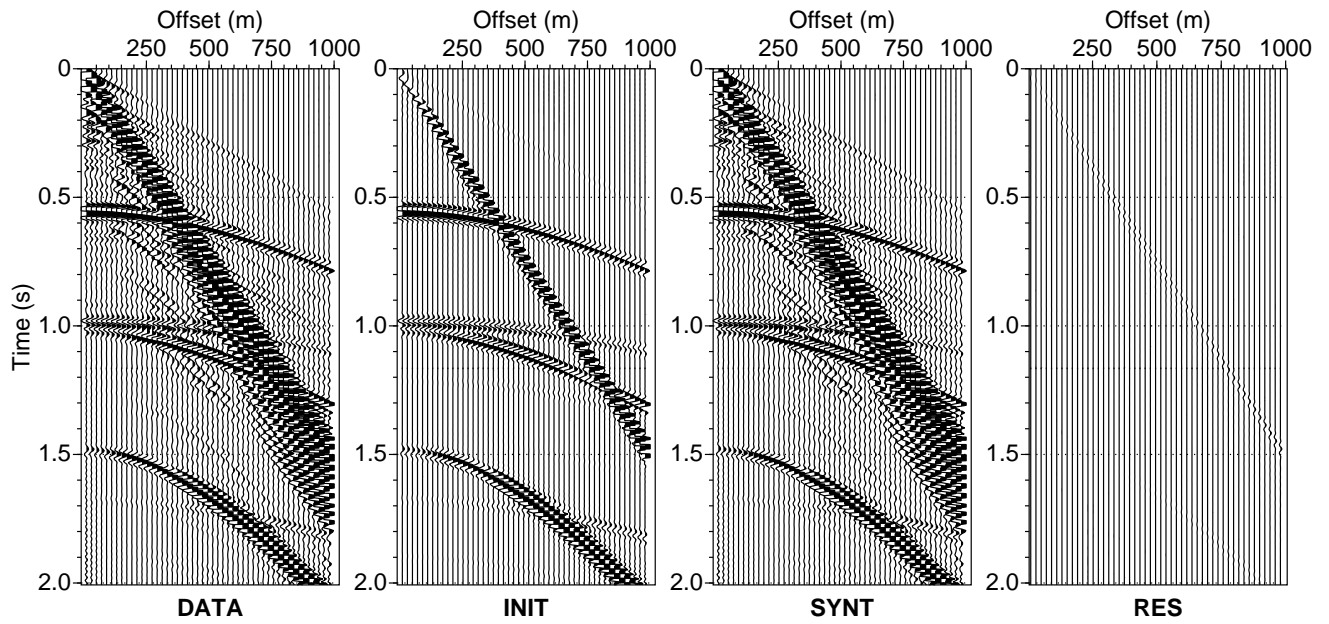 Offset (m) Offset (m) Offset (m) Offset (m)
250 500 750 1000 250 500 750 1000 250 500 750 1000 250 500 750 1000
0 0 0 0
0.5 0.5 0.5 0.5
Time (s)
1.0 1.0 1.0 1.0
1.5 1.5 1.5 1.5
2.0 2.0 2.0 2.0
DATA INIT SYNT RES